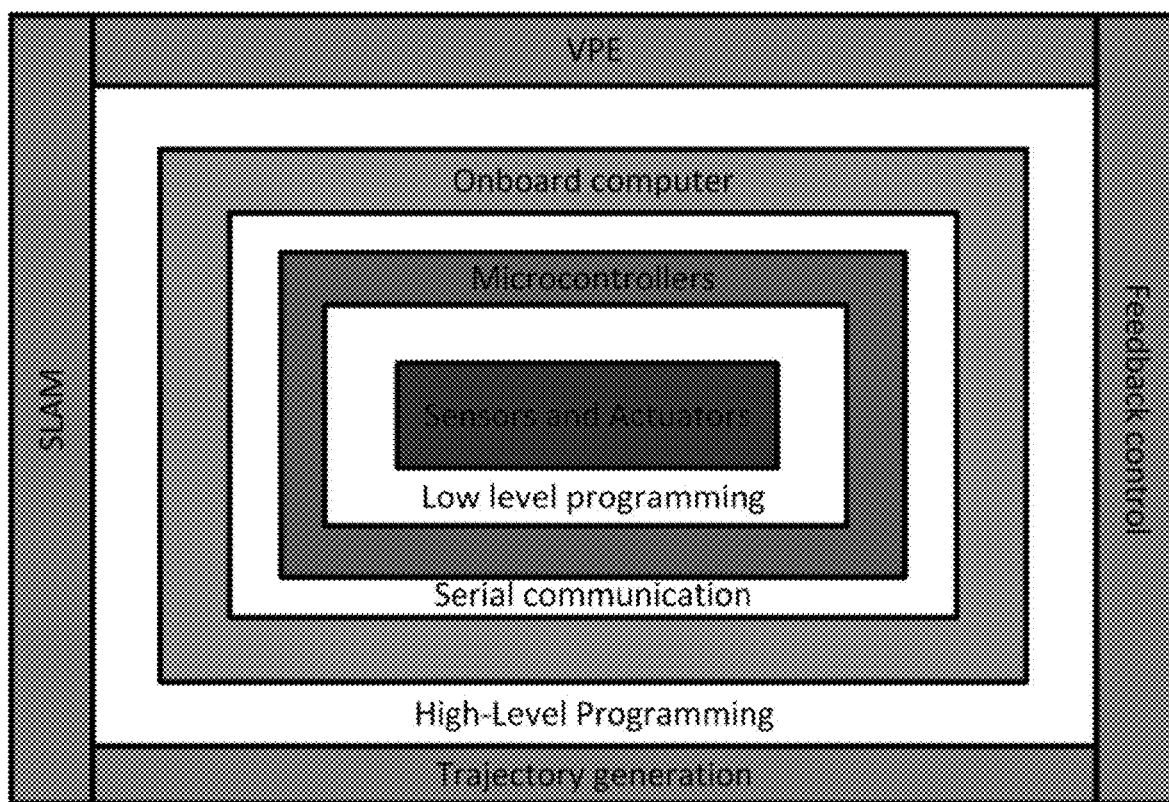 VPE
Onboard computer
Microcontrollers
SLAM
Feedback control
Sensors and Actuators
Low level programming
Serial communication
High-Level Programming
Trajectory generation